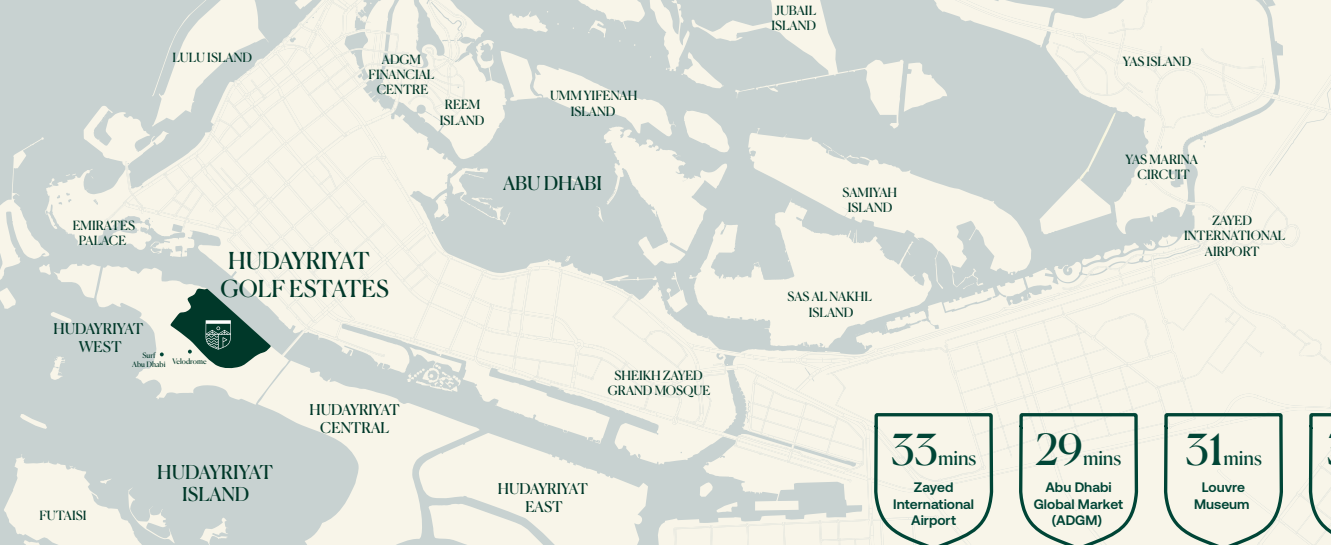 JUBAIL
ISLAND
LULU ISLAND
ADGM
FINANCIAL
CENTRE
YAS ISLAND
REEM
ISLAND
UMM YIFENAH
ISLAND
YAS MARINA
CIRCUIT
ABU DHABI
SAMIYAH
ISLAND
EMIRATES
PALACE
ZAYED
INTERNATIONAL
AIRPORT
HUDAYRIYAT
GOLF ESTATES
SAS AL NAKHL
ISLAND
HUDAYRIYAT
WEST
Surf
Abu Dhabi
Velodrome
SHEIKH ZAYED
GRAND MOSQUE
HUDAYRIYAT
CENTRAL
HUDAYRIYAT
ISLAND
HUDAYRIYAT
EAST
FUTAISI
33mins
Zayed
International
Airport
29mins
Abu Dhabi
Global Market
(ADGM)
31mins
Louvre
Museum